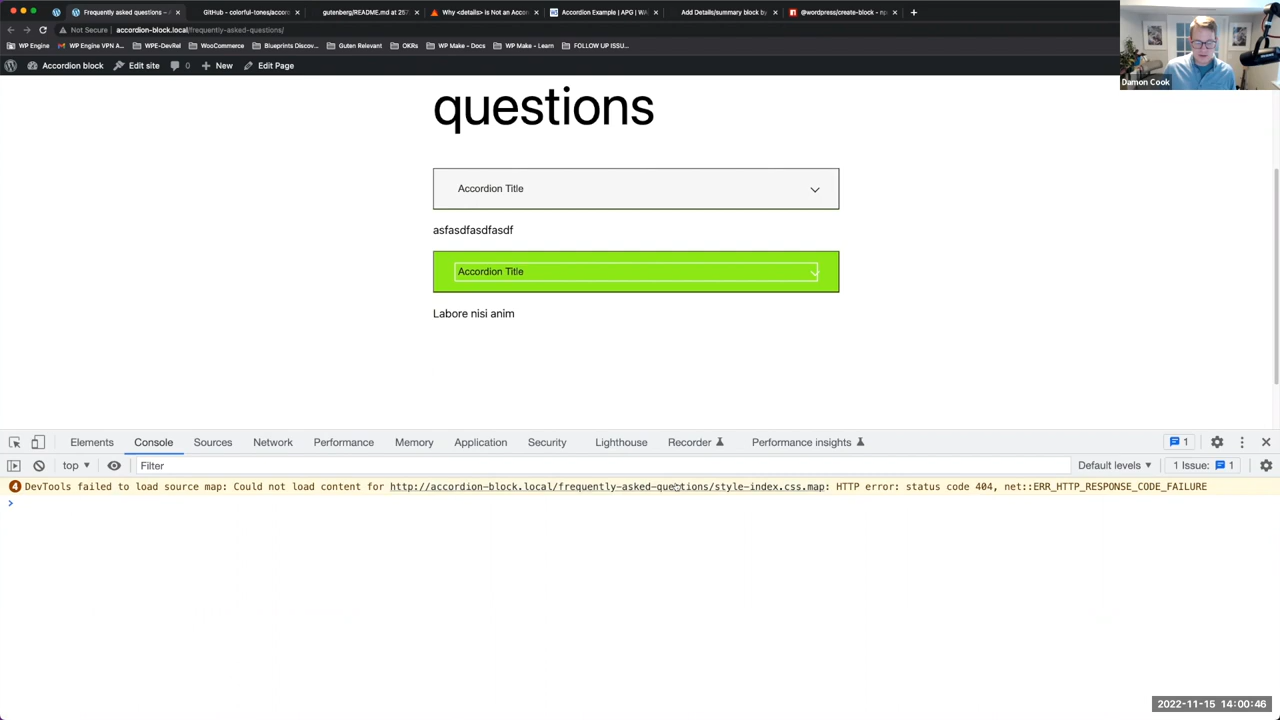 Frequently asked questions –
GitHub - colorful-tones/accor
gutenberg/README.md at 257
Why <details> is Not an Accor
Accordion Example | APG | WA
Add Details/summary block by
@wordpress/create-block - np
Not Secure | accordion-block.local/frequently-asked-questions/
WP Engine
WP Engine VPN A...
WPE-DevRel
WooCommerce
Blueprints Discov...
Guten Relevant
OKRs
WP Make - Docs
WP Make - Learn
FOLLOW UP ISSU...
Accordion block
Edit site
0
New
Edit Page
Damon Cook
questions
Accordion Title
asfasdfasdfasdf
Accordion Title
Labore nisi anim
Elements
Console
Sources
Network
Performance
Memory
Application
Security
Lighthouse
Recorder
Performance insights
1
top
Filter
Default levels
1 Issue: 1
4 DevTools failed to load source map: Could not load content for http://accordion-block.local/frequently-asked-questions/style-index.css.map: HTTP error: status code 404, net::ERR_HTTP_RESPONSE_CODE_FAILURE
2022-11-15 14:00:46